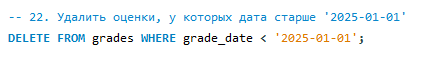 -- 22. Удалить оценки, у которых дата старше '2025-01-01'
DELETE FROM grades WHERE grade_date < '2025-01-01';